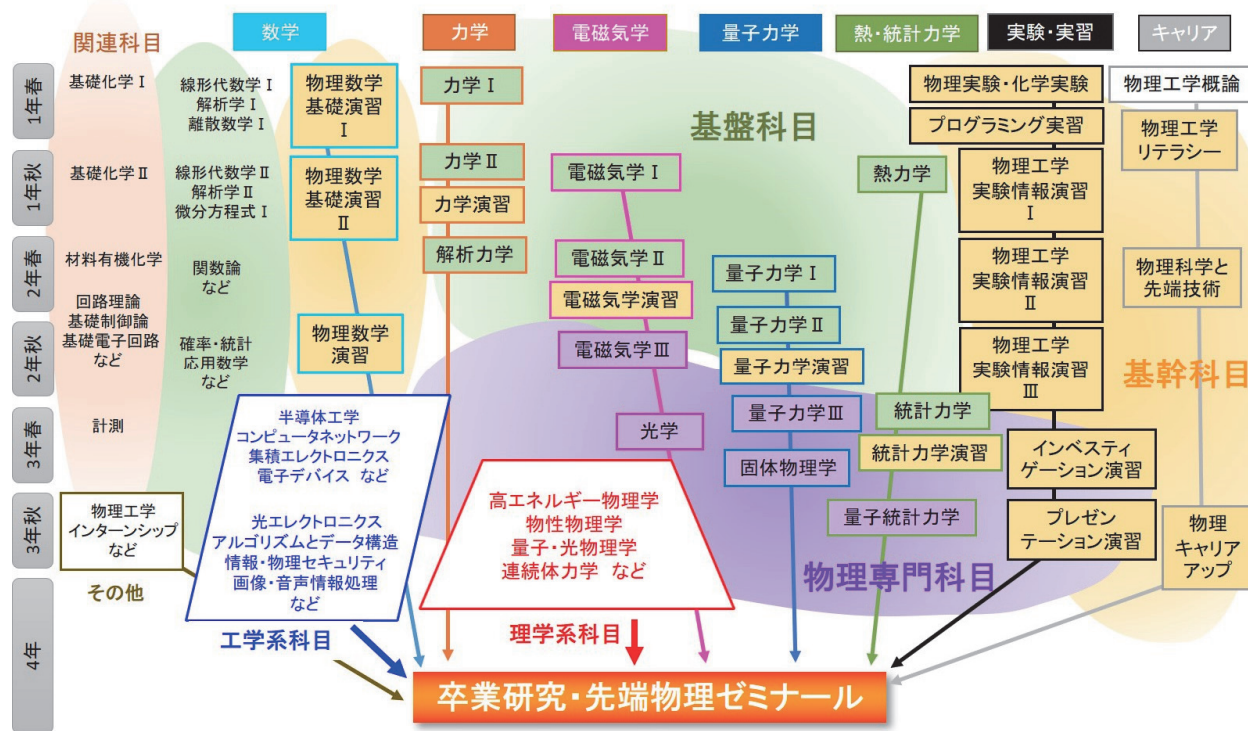 関連科目
数学
力学
電磁気学
量子力学
熱・統計力学
実験・実習
キャリア
1年春
基礎化学Ⅰ
線形代数学Ⅰ
解析学Ⅰ
離散数学Ⅰ
物理数学
基礎演習
Ⅰ
力学Ⅰ
基盤科目
物理実験・化学実験
プログラミング実習
物理工学概論
物理工学
リテラシー
1年秋
基礎化学Ⅱ
線形代数学Ⅱ
解析学Ⅱ
微分方程式Ⅰ
物理数学
基礎演習
Ⅱ
力学Ⅱ
力学演習
電磁気学Ⅰ
熱力学
物理工学
実験情報演習
Ⅰ
2年春
材料有機化学
回路理論
基礎制御論
基礎電子回路
など
関数論
など
解析力学
電磁気学Ⅱ
電磁気学演習
量子力学Ⅰ
物理工学
実験情報演習
Ⅱ
物理科学と
先端技術
2年秋
確率・統計
応用数学
など
物理数学
演習
電磁気学Ⅲ
量子力学Ⅱ
量子力学演習
物理工学
実験情報演習
Ⅲ
基幹科目
3年春
計測
半導体工学
コンピュータネットワーク
集積エレクトロニクス
電子デバイス など
光学
量子力学Ⅲ
固体物理学
統計力学
統計力学演習
インベスティ
ゲーション演習
3年秋
物理工学
インターンシップ
など
その他
光エレクトロニクス
アルゴリズムとデータ構造
情報・物理セキュリティ
画像・音声情報処理
など
高エネルギー物理学
物性物理学
量子・光物理学
連続体力学 など
量子統計力学
プレゼン
テーション演習
物理
キャリア
アップ
物理専門科目
4年
工学系科目
理学系科目
卒業研究・先端物理ゼミナール